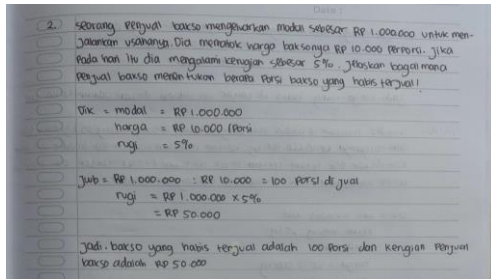 2. Seorang penjual bakso mengeluarkan modal sebesar RP 1.000.000 untuk men-
jalankan usahanya. Dia mematok harga baksonya RP 10.000 perporsi. Jika
pada hari itu dia mengalami kerugian sebesar 5%. Jelaskan bagaimana
penjual bakso menentukan berapa porsi bakso yang habis terjual!
Dik = modal = RP 1.000.000
harga = RP 10.000 / Porsi
rugi = 5%
Jwb = RP 1.000.000 : RP 10.000 = 100 porsi di jual
rugi = RP 1.000.000 x 5%
= RP 50.000
Jadi. bakso yang habis terjual adalah 100 Porsi dan kerugian Penjual
bakso adalah RP 50.000